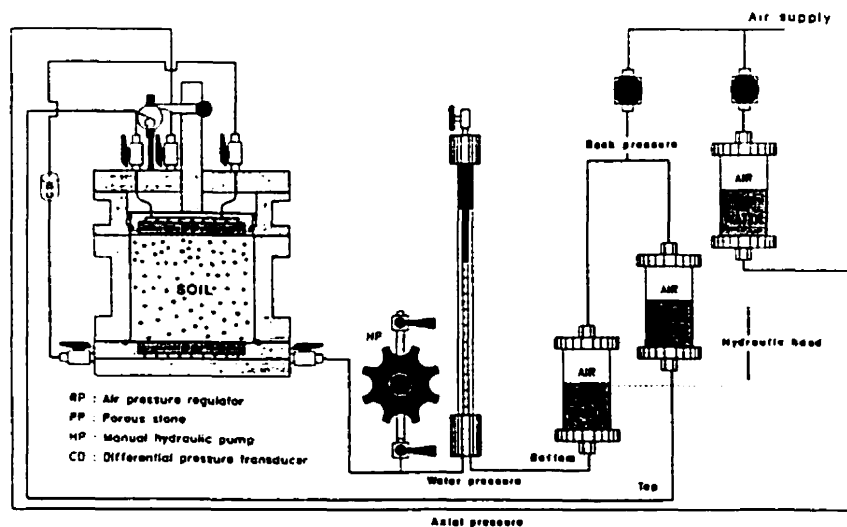 Air supply
Back pressure
AIR
AIR
AIR
SOIL
HP
Hydraulic head
RP : Air pressure regulator
PP : Porous stone
HP : Manual hydraulic pump
CD : Differential pressure transducer
Bottom
Water pressure
Top
Axial pressure